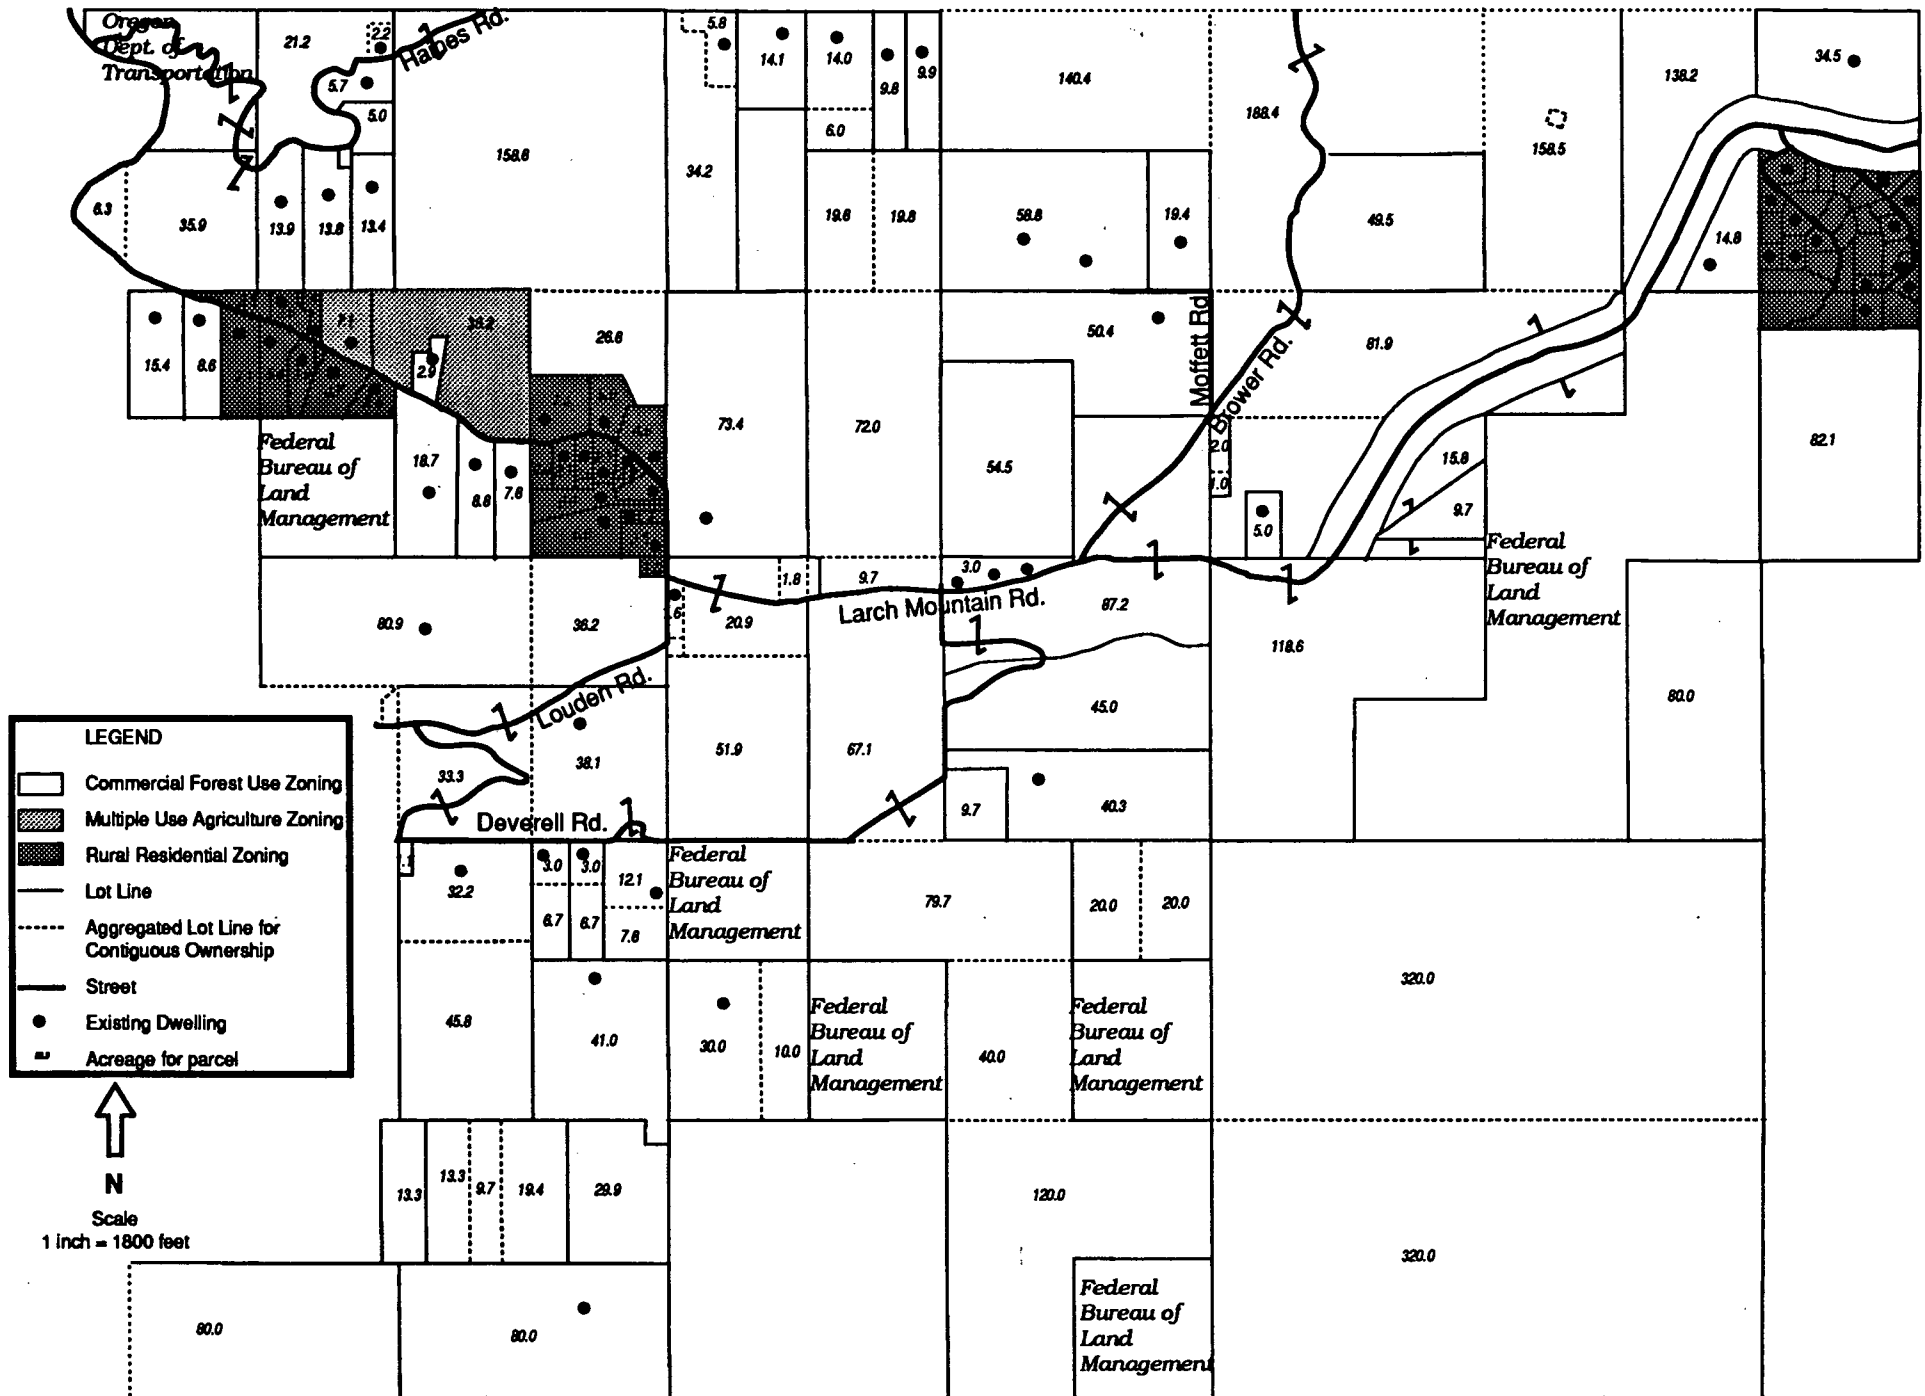 Oregon
Dept. of
Transportation
21.2
2.2
Haines Rd.
5.7
5.0
158.8
5.8
14.1
14.0
9.8
9.9
6.0
34.2
140.4
188.4
138.2
34.5
158.5
6.3
35.9
13.9
13.8
13.4
19.6
19.8
58.8
19.4
49.5
14.8
15.4
8.6
7.1
35.2
2.9
26.8
50.4
Moffett Rd
Brower Rd.
81.9
73.4
72.0
54.5
2.0
1.0
5.0
15.8
9.7
82.1
Federal
Bureau of
Land
Management
18.7
8.8
7.8
Federal
Bureau of
Land
Management
1.8
9.7
3.0
Larch Mountain Rd.
87.2
80.9
36.2
.6
20.9
118.6
80.0
Louden Rd.
45.0
33.3
38.1
51.9
67.1
9.7
40.3
Deverell Rd.
LEGEND
Commercial Forest Use Zoning
Multiple Use Agriculture Zoning
Rural Residential Zoning
Lot Line
Aggregated Lot Line for
Contiguous Ownership
Street
Existing Dwelling
Acreage for parcel
N
Scale
1 inch = 1800 feet
32.2
3.0
3.0
12.1
6.7
6.7
7.8
Federal
Bureau of
Land
Management
79.7
20.0
20.0
320.0
45.8
41.0
30.0
10.0
Federal
Bureau of
Land
Management
40.0
Federal
Bureau of
Land
Management
13.3
13.3
9.7
19.4
29.9
120.0
320.0
80.0
80.0
Federal
Bureau of
Land
Management